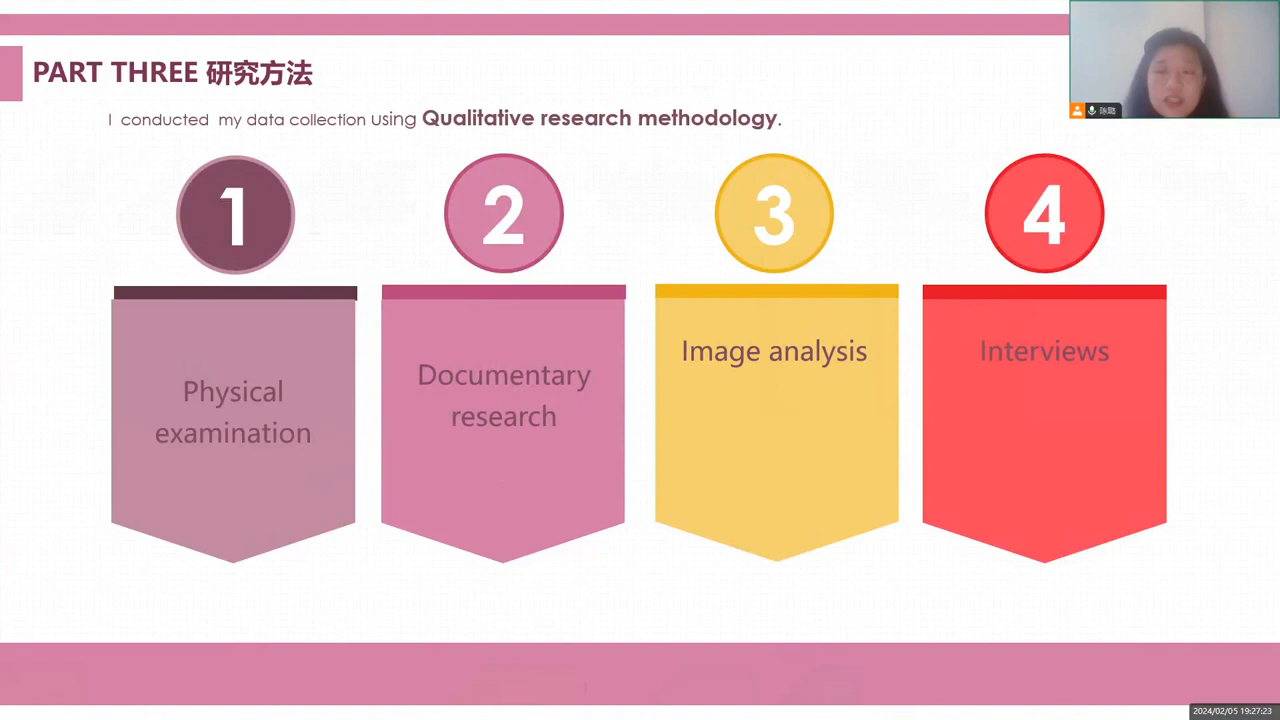 PART THREE 研究方法
I conducted my data collection using Qualitative research methodology.
1
2
3
4
Physical
examination
Documentary
research
Image analysis
Interviews
2024/02/05 19:27:23